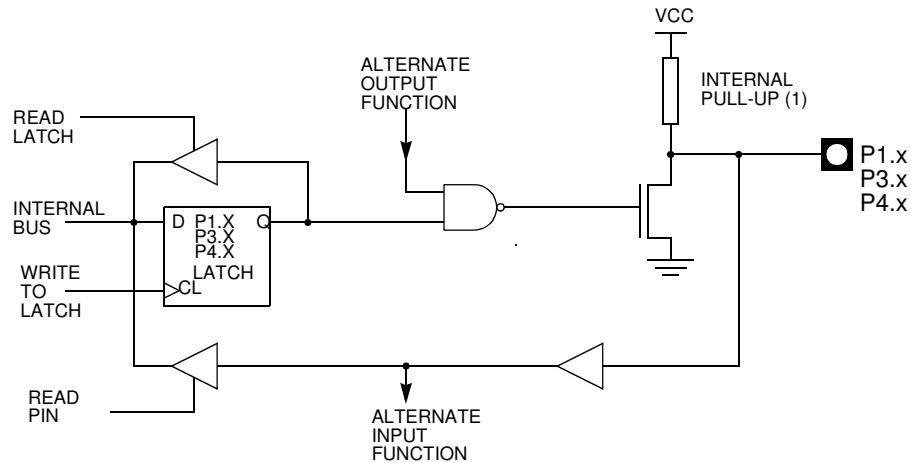 VCC
ALTERNATE
OUTPUT
FUNCTION
INTERNAL
PULL-UP (1)
READ
LATCH
P1.x
P3.x
P4.x
INTERNAL
BUS
D P1.X Q
P3.X
P4.X
LATCH
CL
WRITE
TO
LATCH
READ
PIN
ALTERNATE
INPUT
FUNCTION